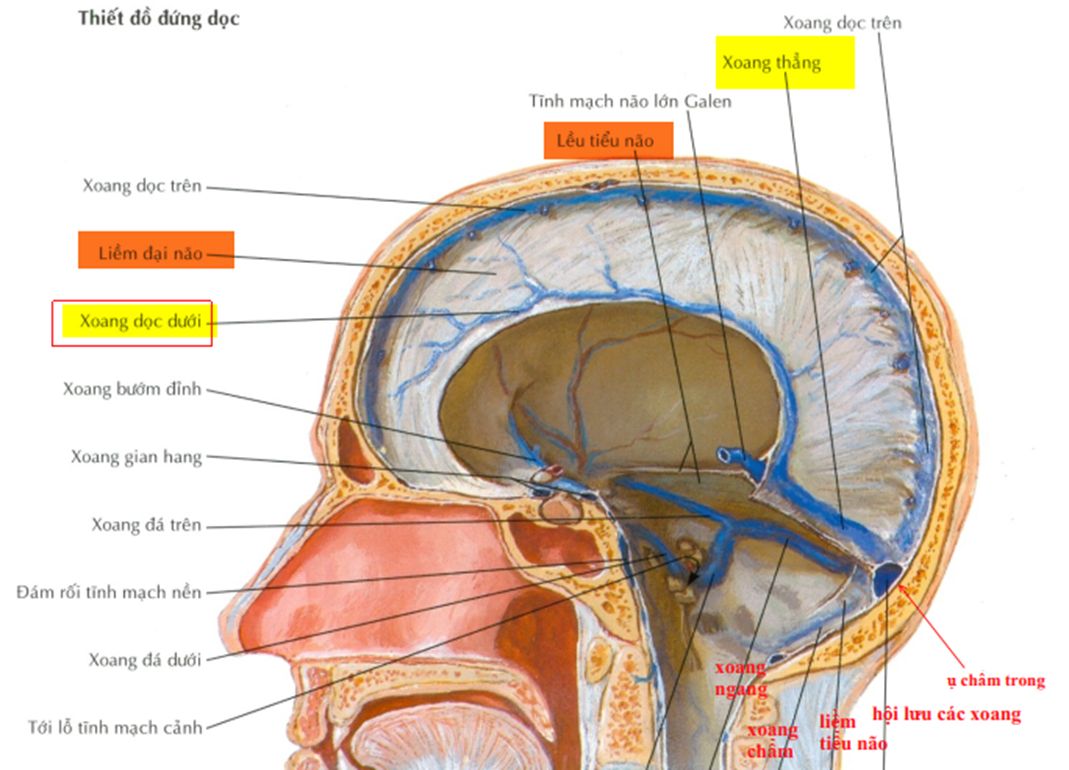 Thiết đồ đứng dọc
Xoang dọc trên
Xoang thẳng
Tĩnh mạch não lớn Galen
Lều tiểu não
Xoang dọc trên
Liềm đại não
Xoang dọc dưới
Xoang bướm đỉnh
Xoang gian hang
Xoang đá trên
Đám rối tĩnh mạch nền
Xoang đá dưới
Tới lỗ tĩnh mạch cảnh
xoang
ngang
ụ châm trong
xoang
châm
liềm
tiểu não
hội lưu các xoang